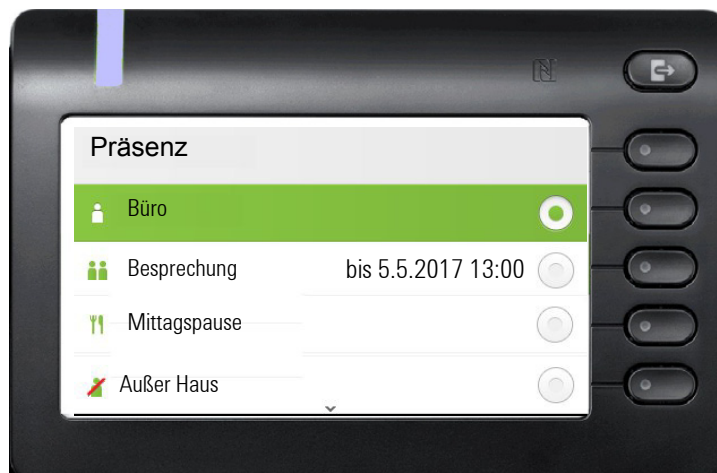 Präsenz
Büro
Besprechung bis 5.5.2017 13:00
Mittagspause
Außer Haus